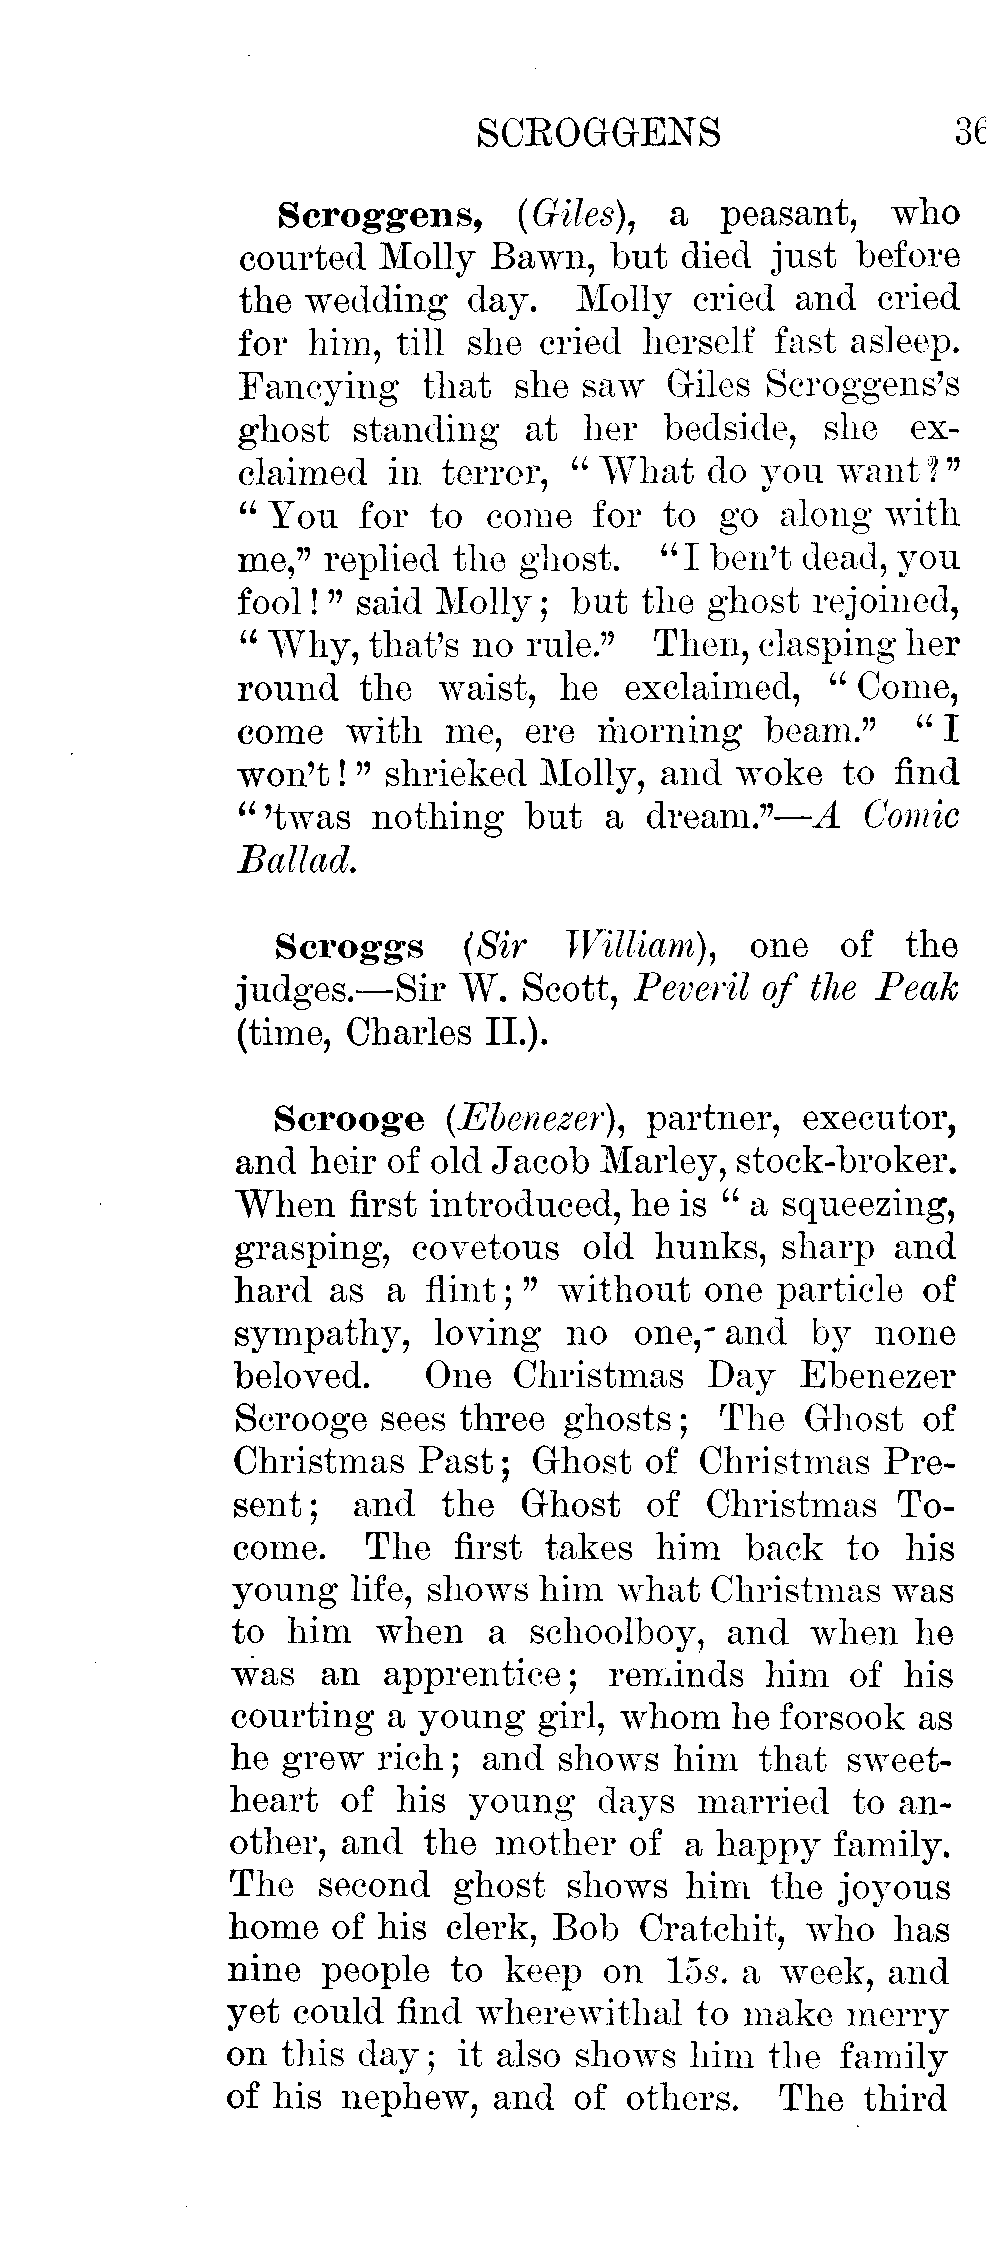 SCROGGENS 36
Scroggens, (Giles), a peasant, who
courted Molly Bawn, but died just before
the wedding day. Molly cried and cried
for him, till she cried herself fast asleep.
Fancying that she saw Giles Scroggens's
ghost standing at her bedside, she ex-
claimed in terror, “ What do you want?”
“ You for to come for to go along with
me,” replied the ghost. “I ben't dead, you
fool!” said Molly; but the ghost rejoined,
“ Why, that's no rule.” Then, clasping her
round the waist, he exclaimed, “ Come,
come with me, ere morning beam.” “ I
won't!” shrieked Molly, and woke to find
“ 'twas nothing but a dream.”—A Comic
Ballad.
Scroggs (Sir William), one of the
judges.—Sir W. Scott, Peveril of the Peak
(time, Charles II.).
Scrooge (Ebenezer), partner, executor,
and heir of old Jacob Marley, stock-broker.
When first introduced, he is “ a squeezing,
grasping, covetous old hunks, sharp and
hard as a flint;” without one particle of
sympathy, loving no one, and by none
beloved. One Christmas Day Ebenezer
Scrooge sees three ghosts; The Ghost of
Christmas Past; Ghost of Christmas Pre-
sent; and the Ghost of Christmas To-
come. The first takes him back to his
young life, shows him what Christmas was
to him when a schoolboy, and when he
was an apprentice; reminds him of his
courting a young girl, whom he forsook as
he grew rich; and shows him that sweet-
heart of his young days married to an-
other, and the mother of a happy family.
The second ghost shows him the joyous
home of his clerk, Bob Cratchit, who has
nine people to keep on 15s. a week, and
yet could find wherewithal to make merry
on this day; it also shows him the family
of his nephew, and of others. The third